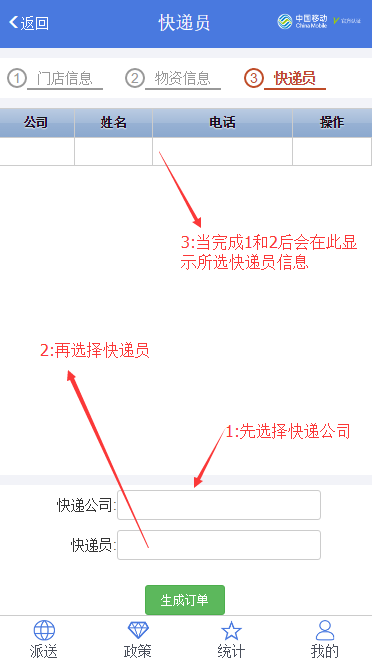 返回 快递员 中国移动 China Mobile
1 门店信息 2 物资信息 3 快递员
公司 姓名 电话 操作
3:当完成1和2后会在此显
示所选快递员信息
2:再选择快递员
1:先选择快递公司
快递公司:
快递员:
生成订单
派送 政策 统计 我的